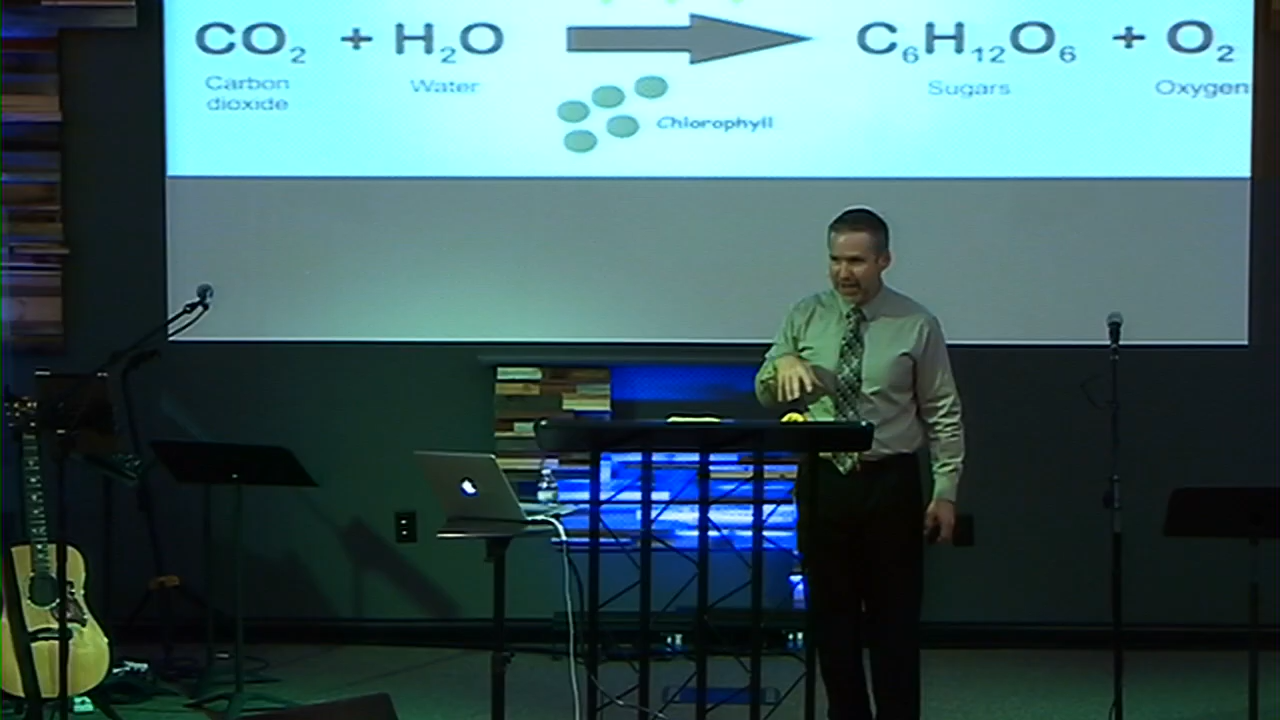 CO2 + H2O C6H12O6 + O2
Carbon dioxide Water Sugars Oxygen
Chlorophyll